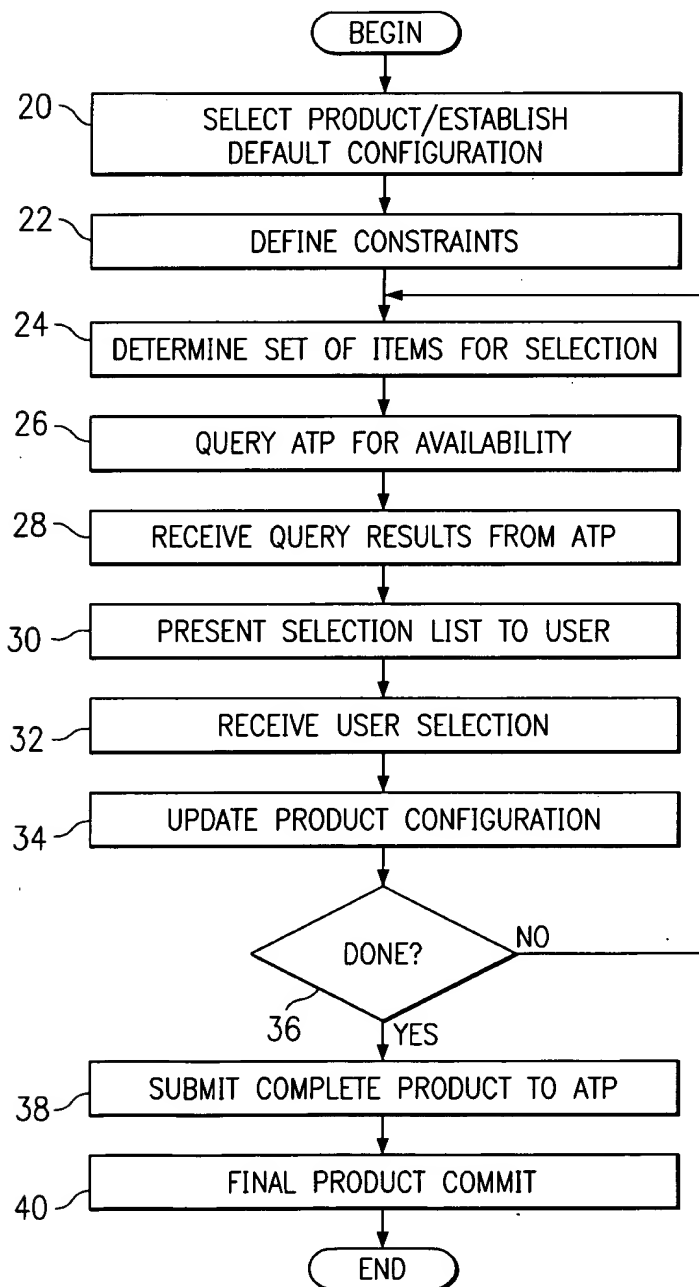 BEGIN
20
SELECT PRODUCT/ESTABLISH
DEFAULT CONFIGURATION
22
DEFINE CONSTRAINTS
24
DETERMINE SET OF ITEMS FOR SELECTION
26
QUERY ATP FOR AVAILABILITY
28
RECEIVE QUERY RESULTS FROM ATP
30
PRESENT SELECTION LIST TO USER
32
RECEIVE USER SELECTION
34
UPDATE PRODUCT CONFIGURATION
DONE?
NO
36
YES
38
SUBMIT COMPLETE PRODUCT TO ATP
40
FINAL PRODUCT COMMIT
END